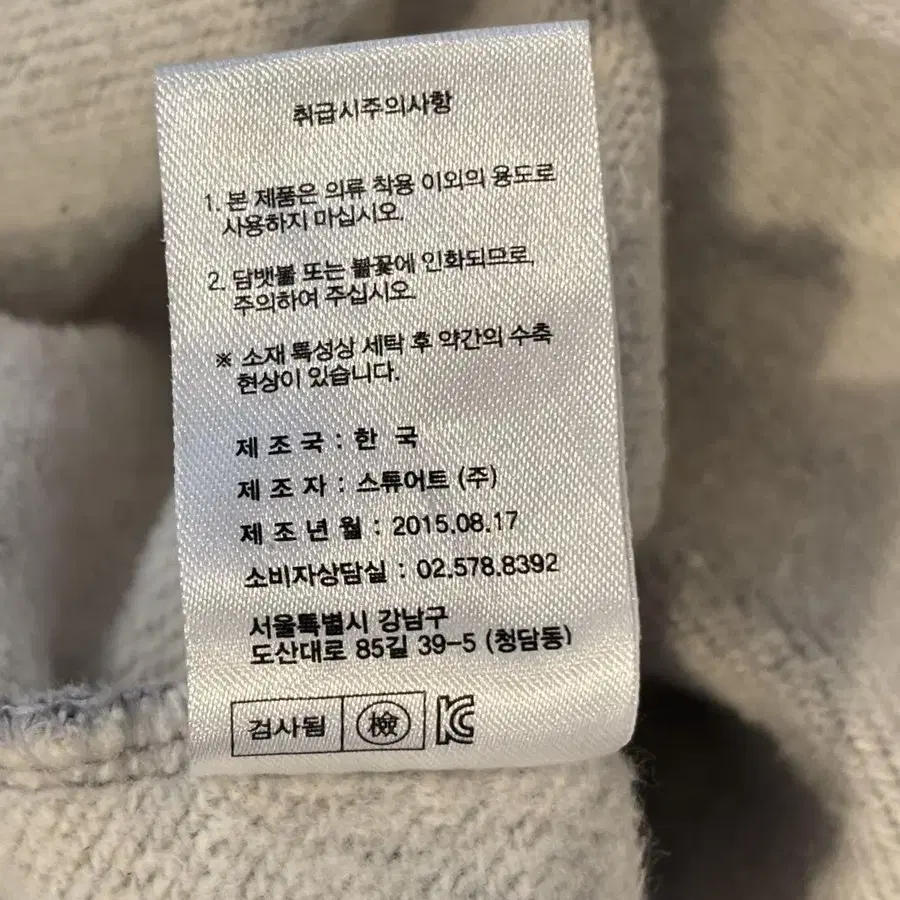 취급시주의사항
1. 본 제품은 의류 착용 이외의 용도로
사용하지 마십시오.
2. 담뱃불 또는 불꽃에 인화되므로,
주의하여 주십시오.
※ 소재 특성상 세탁 후 약간의 수축
현상이 있습니다.
제 조 국 : 한 국
제 조 자 : 스튜어트 (주)
제 조 년 월 : 2015.08.17
소비자상담실 : 02.578.8392
서울특별시 강남구
도산대로 85길 39-5 (청담동)
검사됨 檢 KC